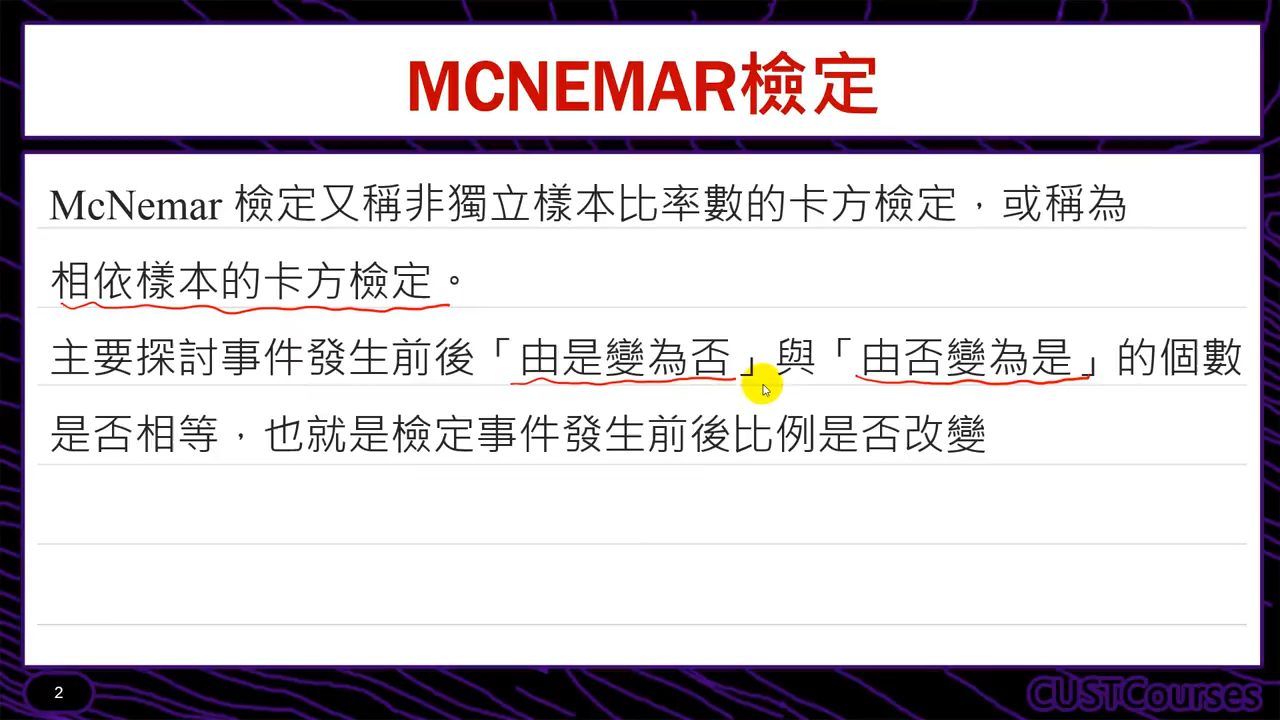 MCNEMAR檢定
McNemar 檢定又稱非獨立樣本比率數的卡方檢定，或稱為
相依樣本的卡方檢定。
主要探討事件發生前後「由是變為否」與「由否變為是」的個數
是否相等，也就是檢定事件發生前後比例是否改變
2
CUSTCourses